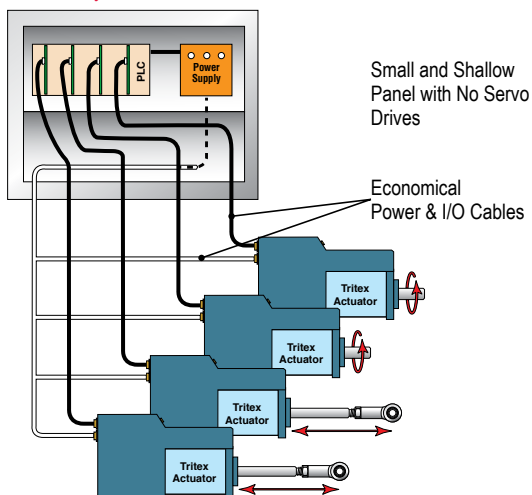 PLC
Power
Supply
Small and Shallow
Panel with No Servo
Drives
Economical
Power & I/O Cables
Tritex
Actuator
Tritex
Actuator
Tritex
Actuator
Tritex
Actuator